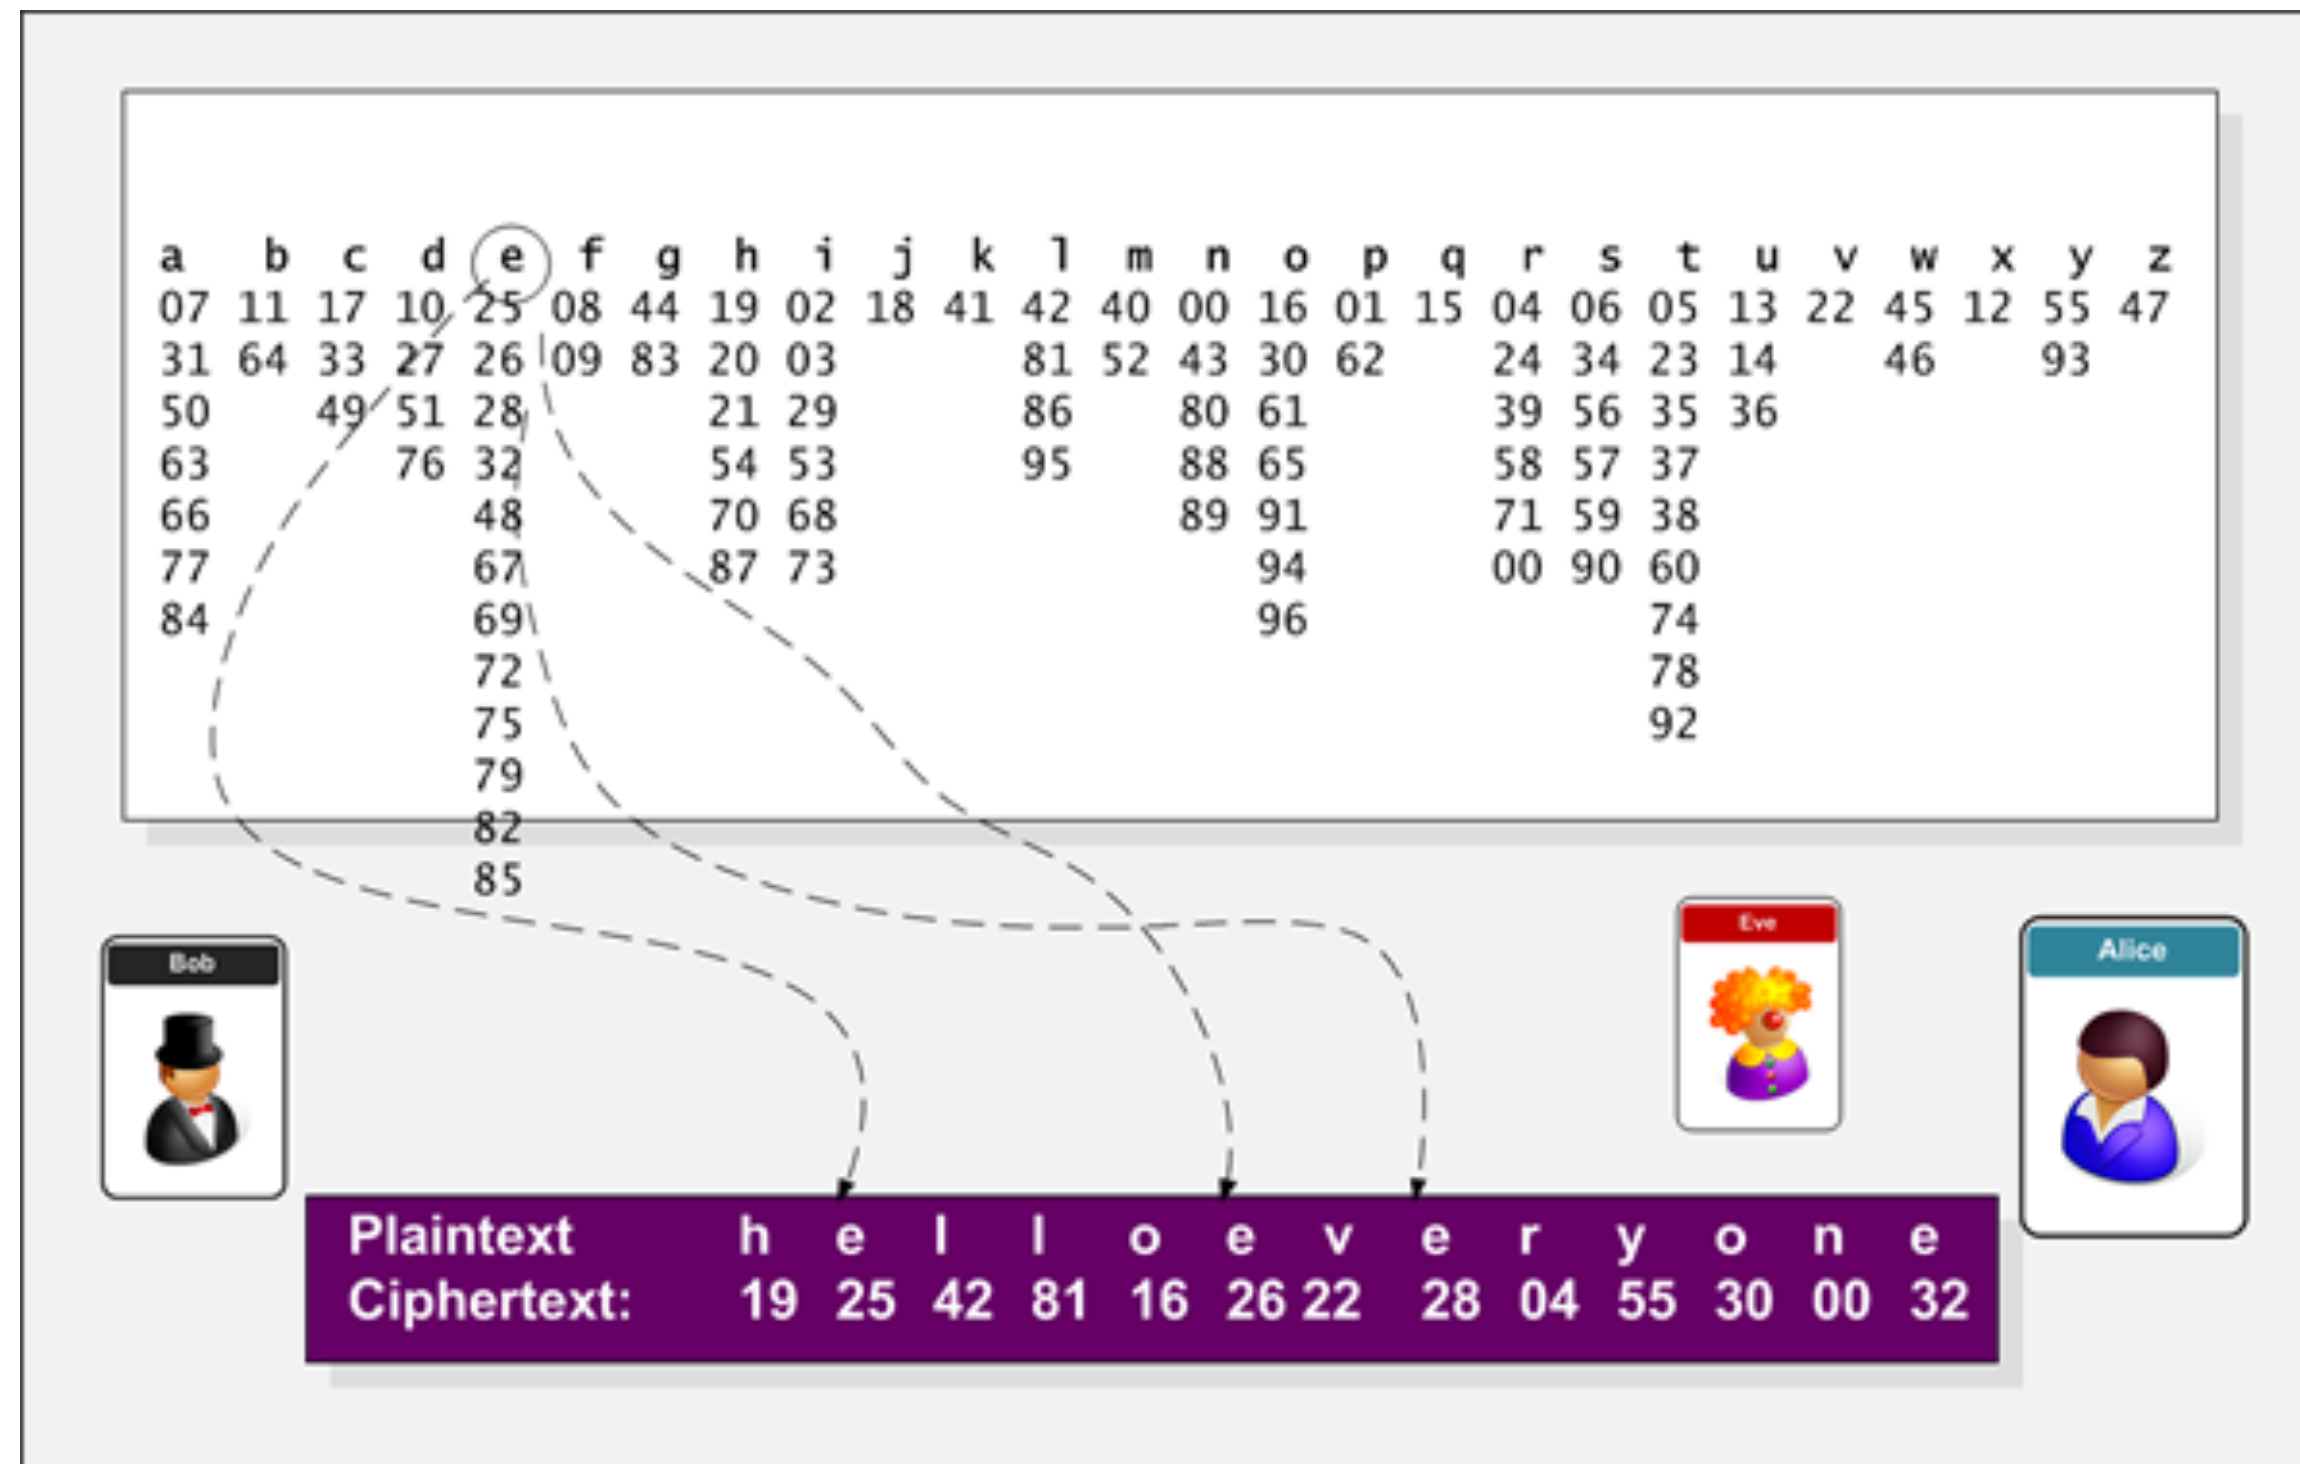 a b c d e f g h i j k l m n o p q r s t u v w x y z
07 11 17 10 25 08 44 19 02 18 41 42 40 00 16 01 15 04 06 05 13 22 45 12 55 47
31 64 33 27 26 09 83 20 03 81 52 43 30 62 24 34 23 14 46 93
50 49 51 28 21 29 86 80 61 39 56 35 36
63 76 32 54 53 95 88 65 58 57 37
66 48 70 68 89 91 71 59 38
77 67 87 73 94 00 90 60
84 69 96 74
72 78
75 92
79
82
85
Bob
Eve
Alice
Plaintext h e l l o e v e r y o n e
Ciphertext: 19 25 42 81 16 26 22 28 04 55 30 00 32